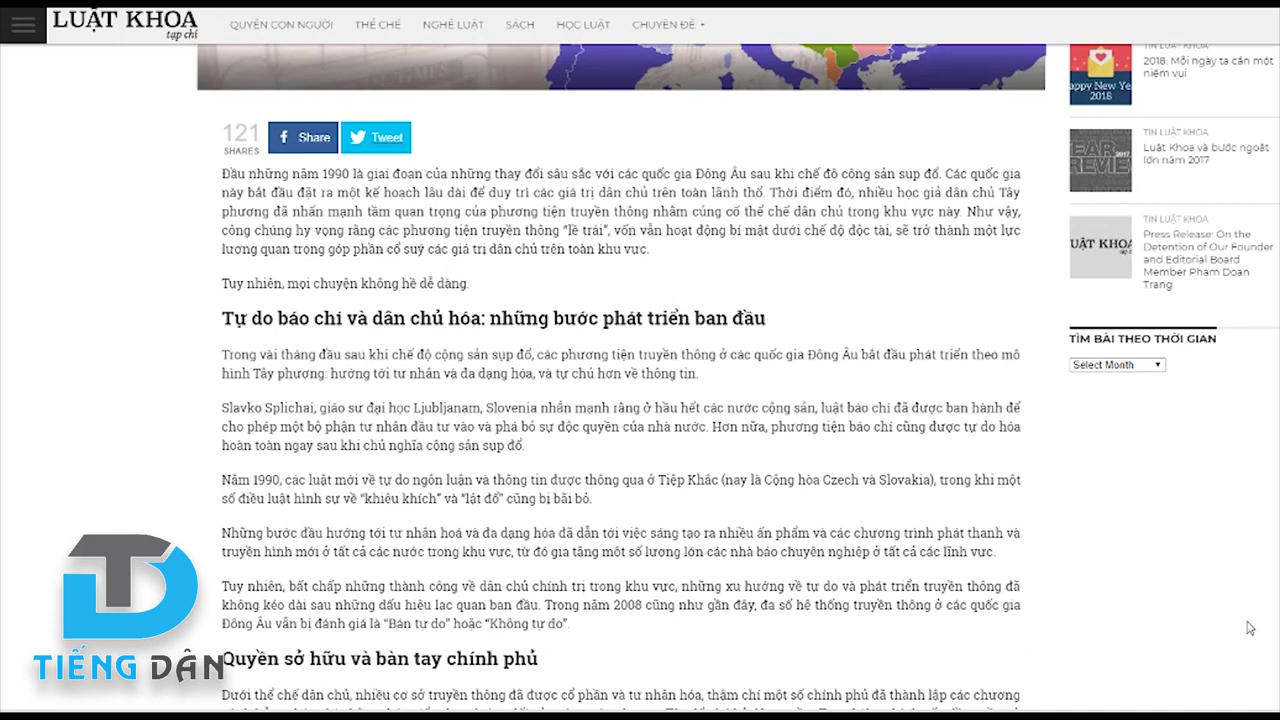 LUẬT KHOA
tạp chí
QUYỀN CON NGƯỜI THỂ CHẾ NGHỀ LUẬT SÁCH HỌC LUẬT CHUYÊN ĐỀ
121
SHARES
Share
Tweet
Đầu những năm 1990 là giai đoạn của những thay đổi sâu sắc với các quốc gia Đông Âu sau khi chế độ cộng sản sụp đổ. Các quốc gia
này bắt đầu đặt ra một kế hoạch lâu dài để duy trì các giá trị dân chủ trên toàn lãnh thổ. Thời điểm đó, nhiều học giả dân chủ Tây
phương đã nhấn mạnh tầm quan trọng của phương tiện truyền thông nhằm củng cố thể chế dân chủ trong khu vực này. Như vậy,
công chúng hy vọng rằng các phương tiện truyền thông “lề trái”, vốn vẫn hoạt động bí mật dưới chế độ độc tài, sẽ trở thành một lực
lượng quan trọng góp phần cổ suý các giá trị dân chủ trên toàn khu vực.
Tuy nhiên, mọi chuyện không hề dễ dàng.
Tự do báo chí và dân chủ hóa: những bước phát triển ban đầu
Trong vài tháng đầu sau khi chế độ cộng sản sụp đổ, các phương tiện truyền thông ở các quốc gia Đông Âu bắt đầu phát triển theo mô
hình Tây phương: hướng tới tư nhân và đa dạng hóa, và tự chủ hơn về thông tin.
Slavko Splichai, giáo sư đại học Ljubljanam, Slovenia nhấn mạnh rằng ở hầu hết các nước cộng sản, luật báo chí đã được ban hành để
cho phép một bộ phận tư nhân đầu tư vào và phá bỏ sự độc quyền của nhà nước. Hơn nữa, phương tiện báo chí cũng được tự do hóa
hoàn toàn ngay sau khi chủ nghĩa cộng sản sụp đổ.
Năm 1990, các luật mới về tự do ngôn luận và thông tin được thông qua ở Tiệp Khắc (nay là Cộng hòa Czech và Slovakia), trong khi một
số điều luật hình sự về “khiêu khích” và “lật đổ” cũng bị bãi bỏ.
Những bước đầu hướng tới tư nhân hoá và đa dạng hóa đã dẫn tới việc sáng tạo ra nhiều ấn phẩm và các chương trình phát thanh và
truyền hình mới ở tất cả các nước trong khu vực, từ đó gia tăng một số lượng lớn các nhà báo chuyên nghiệp ở tất cả các lĩnh vực.
Tuy nhiên, bất chấp những thành công về dân chủ chính trị trong khu vực, những xu hướng về tự do và phát triển truyền thông đã
không kéo dài sau những dấu hiệu lạc quan ban đầu. Trong năm 2008 cũng như gần đây, đa số hệ thống truyền thông ở các quốc gia
Đông Âu vẫn bị đánh giá là “Bán tự do” hoặc “Không tự do”.
Quyền sở hữu và bàn tay chính phủ
Dưới thể chế dân chủ, nhiều cơ sở truyền thông đã được cổ phần và tư nhân hóa, thậm chí một số chính phủ đã thành lập các chương
TIN LUẬT KHOA
2018: Mỗi ngày ta cần một
niềm vui
TIN LUẬT KHOA
Luật Khoa và bước ngoặt
lớn năm 2017
TIN LUẬT KHOA
Press Release: On the
Detention of Our Founder
and Editorial Board
Member Pham Doan
Trang
TÌM BÀI THEO THỜI GIAN
Select Month
TIẾNG DÂN